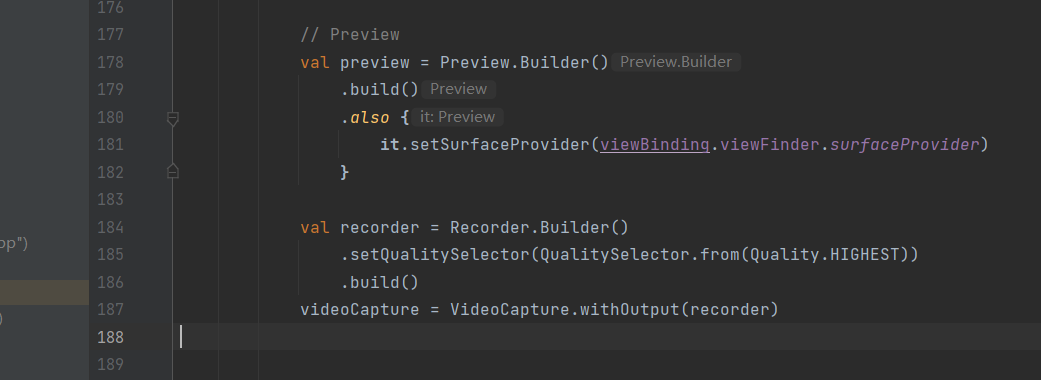 176
177 // Preview
178 val preview = Preview.Builder() Preview.Builder
179 .build() Preview
180 .also { it: Preview
181 it.setSurfaceProvider(viewBinding.viewFinder.surfaceProvider)
182 }
183
184 val recorder = Recorder.Builder()
op")
185 .setQualitySelector(QualitySelector.from(Quality.HIGHEST))
186 .build()
) 
187 videoCapture = VideoCapture.withOutput(recorder)
188
189